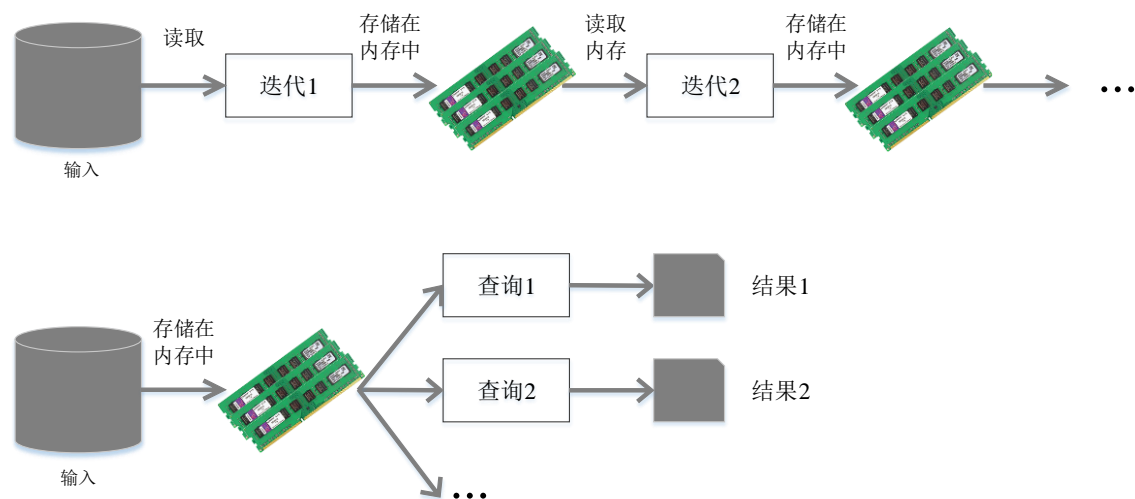 读取
存储在
内存中
读取
内存
存储在
内存中
迭代1
迭代2
...
输入
查询1
结果1
存储在
内存中
查询2
结果2
输入
...